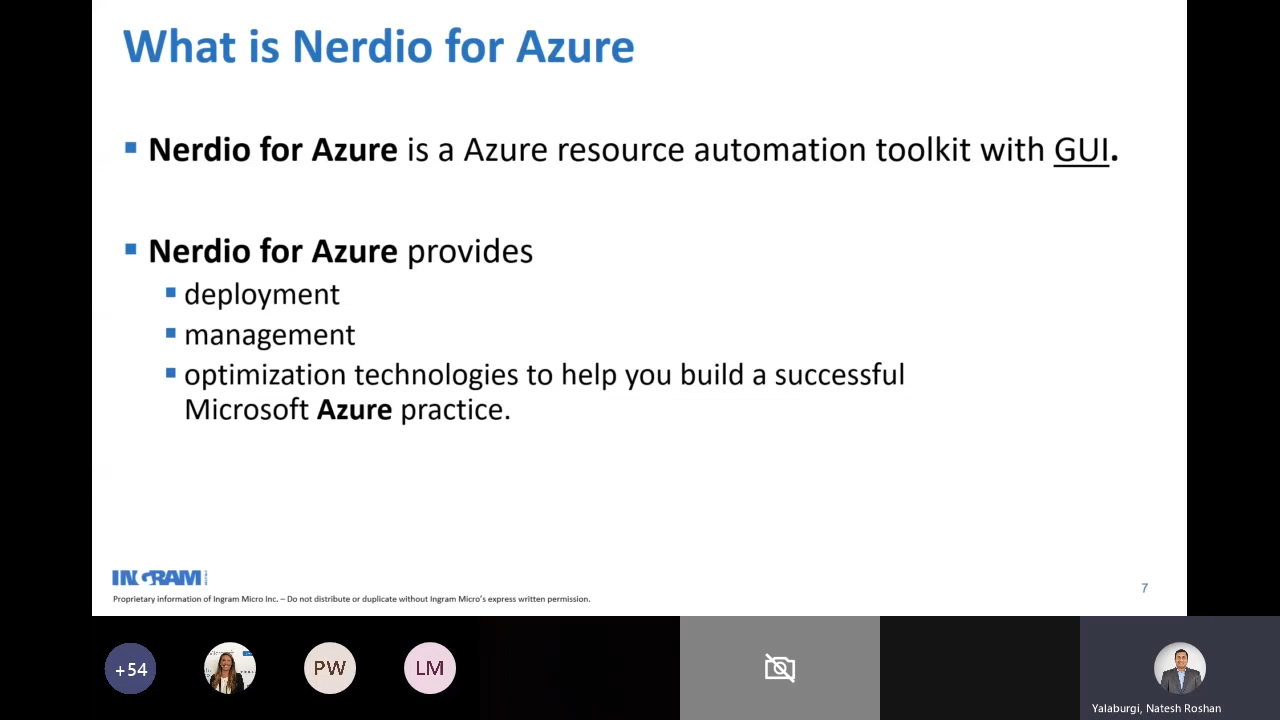 What is Nerdio for Azure
Nerdio for Azure is a Azure resource automation toolkit with GUI.
Nerdio for Azure provides
deployment
management
optimization technologies to help you build a successful
Microsoft Azure practice.
INGRAM
Proprietary information of Ingram Micro Inc. – Do not distribute or duplicate without Ingram Micro's express written permission.
7
+54
PW
LM
Yalaburgi, Natesh Roshan